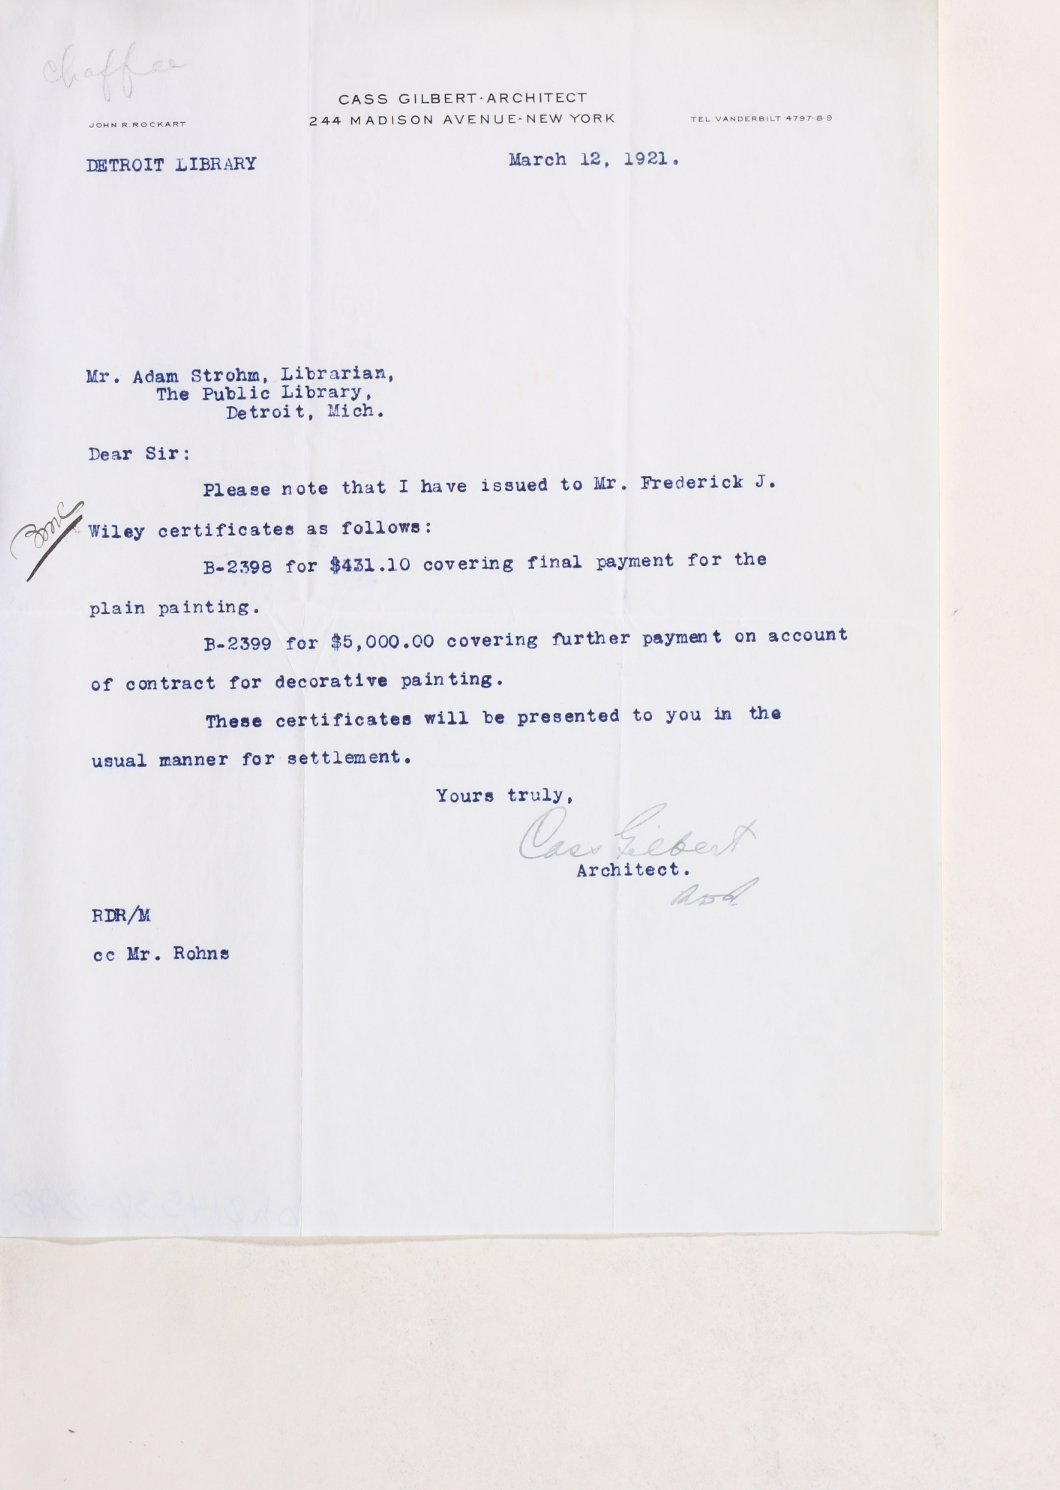 Chaffee
CASS GILBERT·ARCHITECT
JOHN R. ROCKART
244 MADISON AVENUE·NEW YORK
TEL. VANDERBILT 4797-8-9
DETROIT LIBRARY
March 12, 1921.
Mr. Adam Strohm, Librarian,
The Public Library,
Detroit, Mich.
Dear Sir:
Please note that I have issued to Mr. Frederick J.
Wiley certificates as follows:
B-2398 for $431.10 covering final payment for the
plain painting.
B-2399 for $5,000.00 covering further payment on account
of contract for decorative painting.
These certificates will be presented to you in the
usual manner for settlement.
Yours truly,
Cass Gilbert
Architect.
RDR/M
cc Mr. Rohns